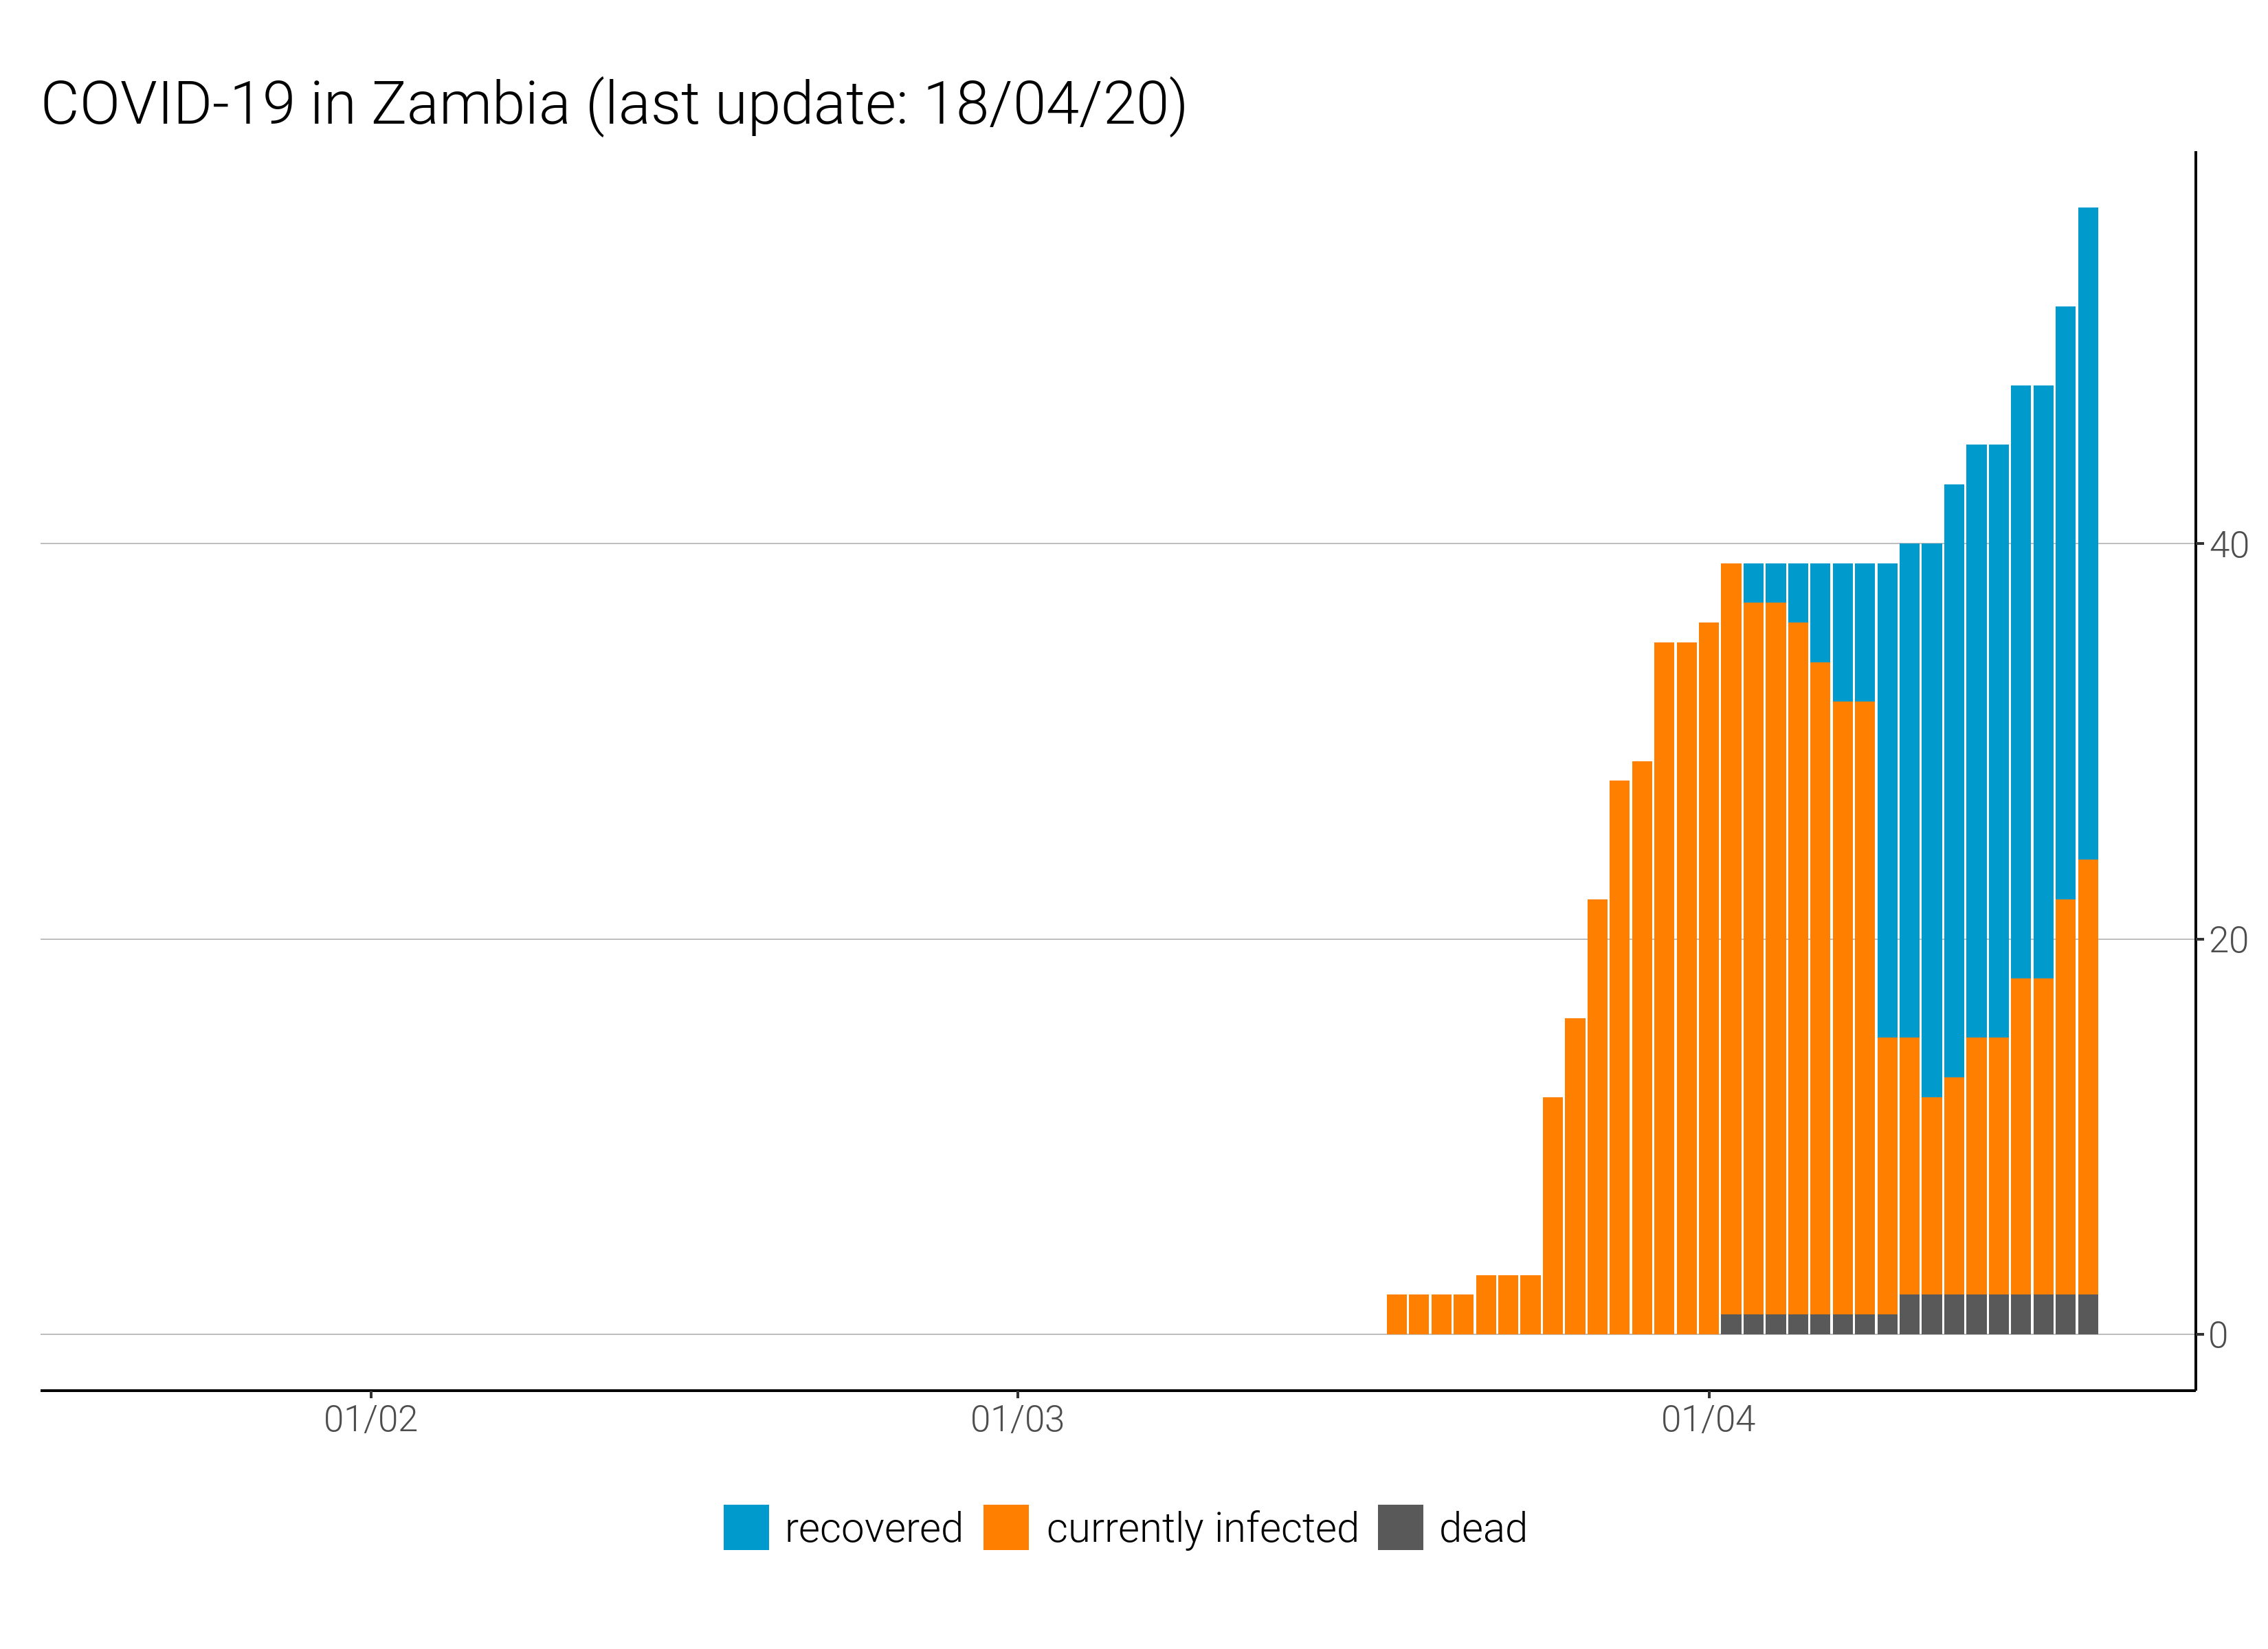 COVID-19 in Zambia (last update: 18/04/20)
40
20
0
01/02 01/03 01/04
recovered currently infected dead